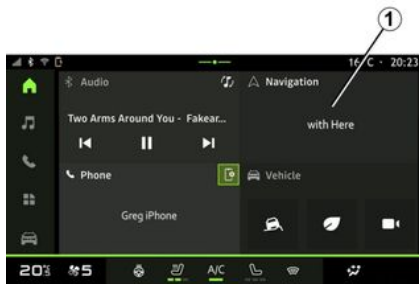 1
16 °C · 20:23
Audio
Navigation
Two Arms Around You - Fakear...
with Here
Phone
Vehicle
Greg iPhone
20
5
A/C